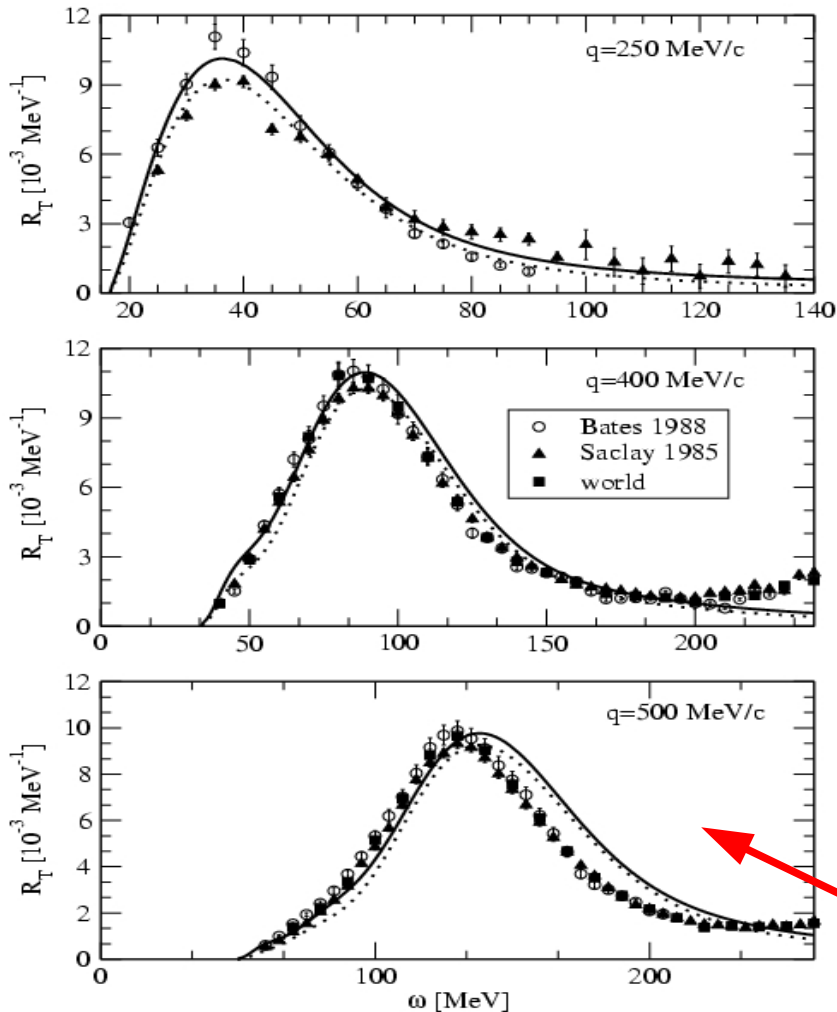 12
q=250 MeV/c
9
R_T [10^-3 MeV^-1]
6
3
0
20 40 60 80 100 120 140
12
q=400 MeV/c
9
Bates 1988
Saclay 1985
world
R_T [10^-3 MeV^-1]
6
3
0
0 50 100 150 200
12
q=500 MeV/c
10
8
R_T [10^-3 MeV^-1]
6
4
2
0
0 100 200
ω [MeV]